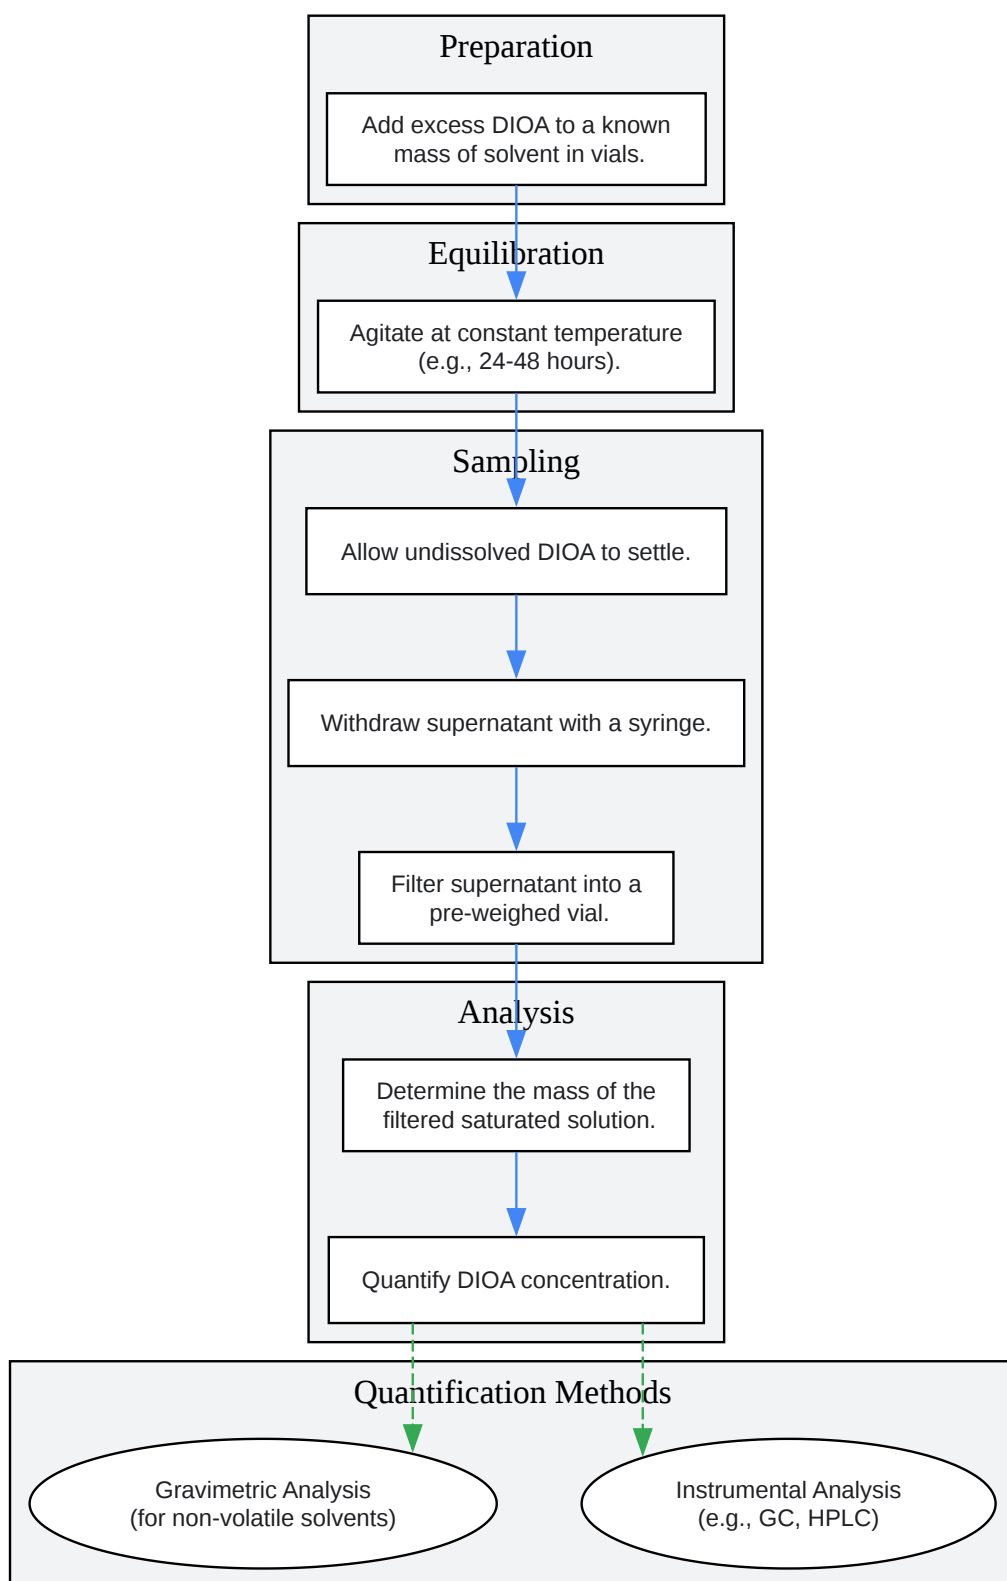 Preparation
Add excess DIOA to a known
mass of solvent in vials.
Equilibration
Agitate at constant temperature
(e.g., 24-48 hours).
Sampling
Allow undissolved DIOA to settle.
Withdraw supernatant with a syringe.
Filter supernatant into a
pre-weighed vial.
Analysis
Determine the mass of the
filtered saturated solution.
Quantify DIOA concentration.
Quantification Methods
Gravimetric Analysis
(for non-volatile solvents)
Instrumental Analysis
(e.g., GC, HPLC)